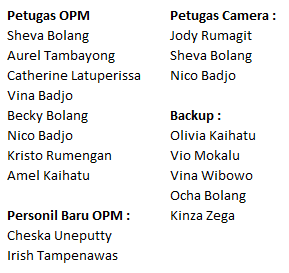 Petugas OPM
Sheva Bolang
Aurel Tambayong
Catherine Latuperissa
Vina Badjo
Becky Bolang
Nico Badjo
Kristo Rumengan
Amel Kaihatu
Personil Baru OPM :
Cheska Uneputty
Irish Tampenawas
Petugas Camera :
Jody Rumagit
Sheva Bolang
Nico Badjo
Backup :
Olivia Kaihatu
Vio Mokalu
Vina Wibowo
Ocha Bolang
Kinza Zega